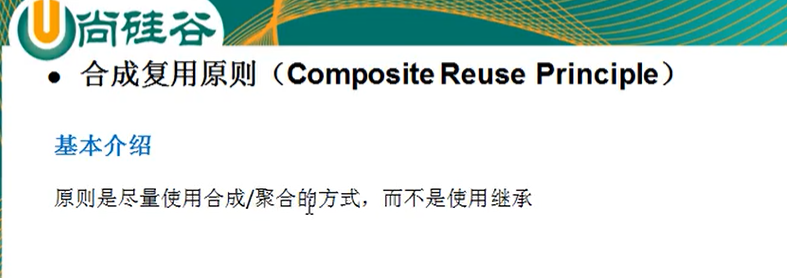 尚硅谷
● 合成复用原则（Composite Reuse Principle）
基本介绍
原则是尽量使用合成/聚合的方式，而不是使用继承